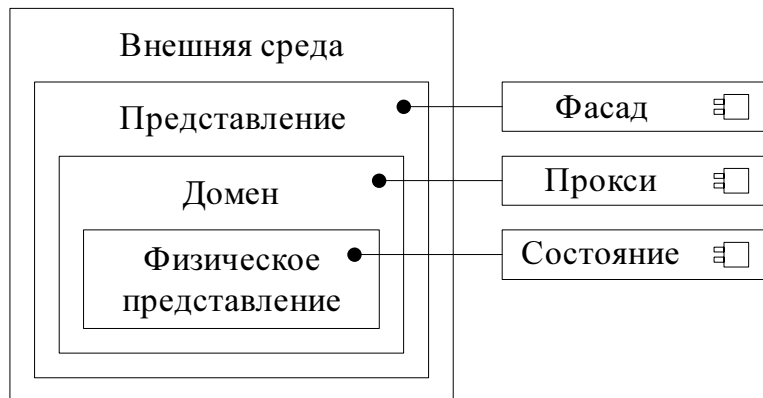 Внешняя среда
Представление
Фасад
Домен
Прокси
Физическое
представление
Состояние